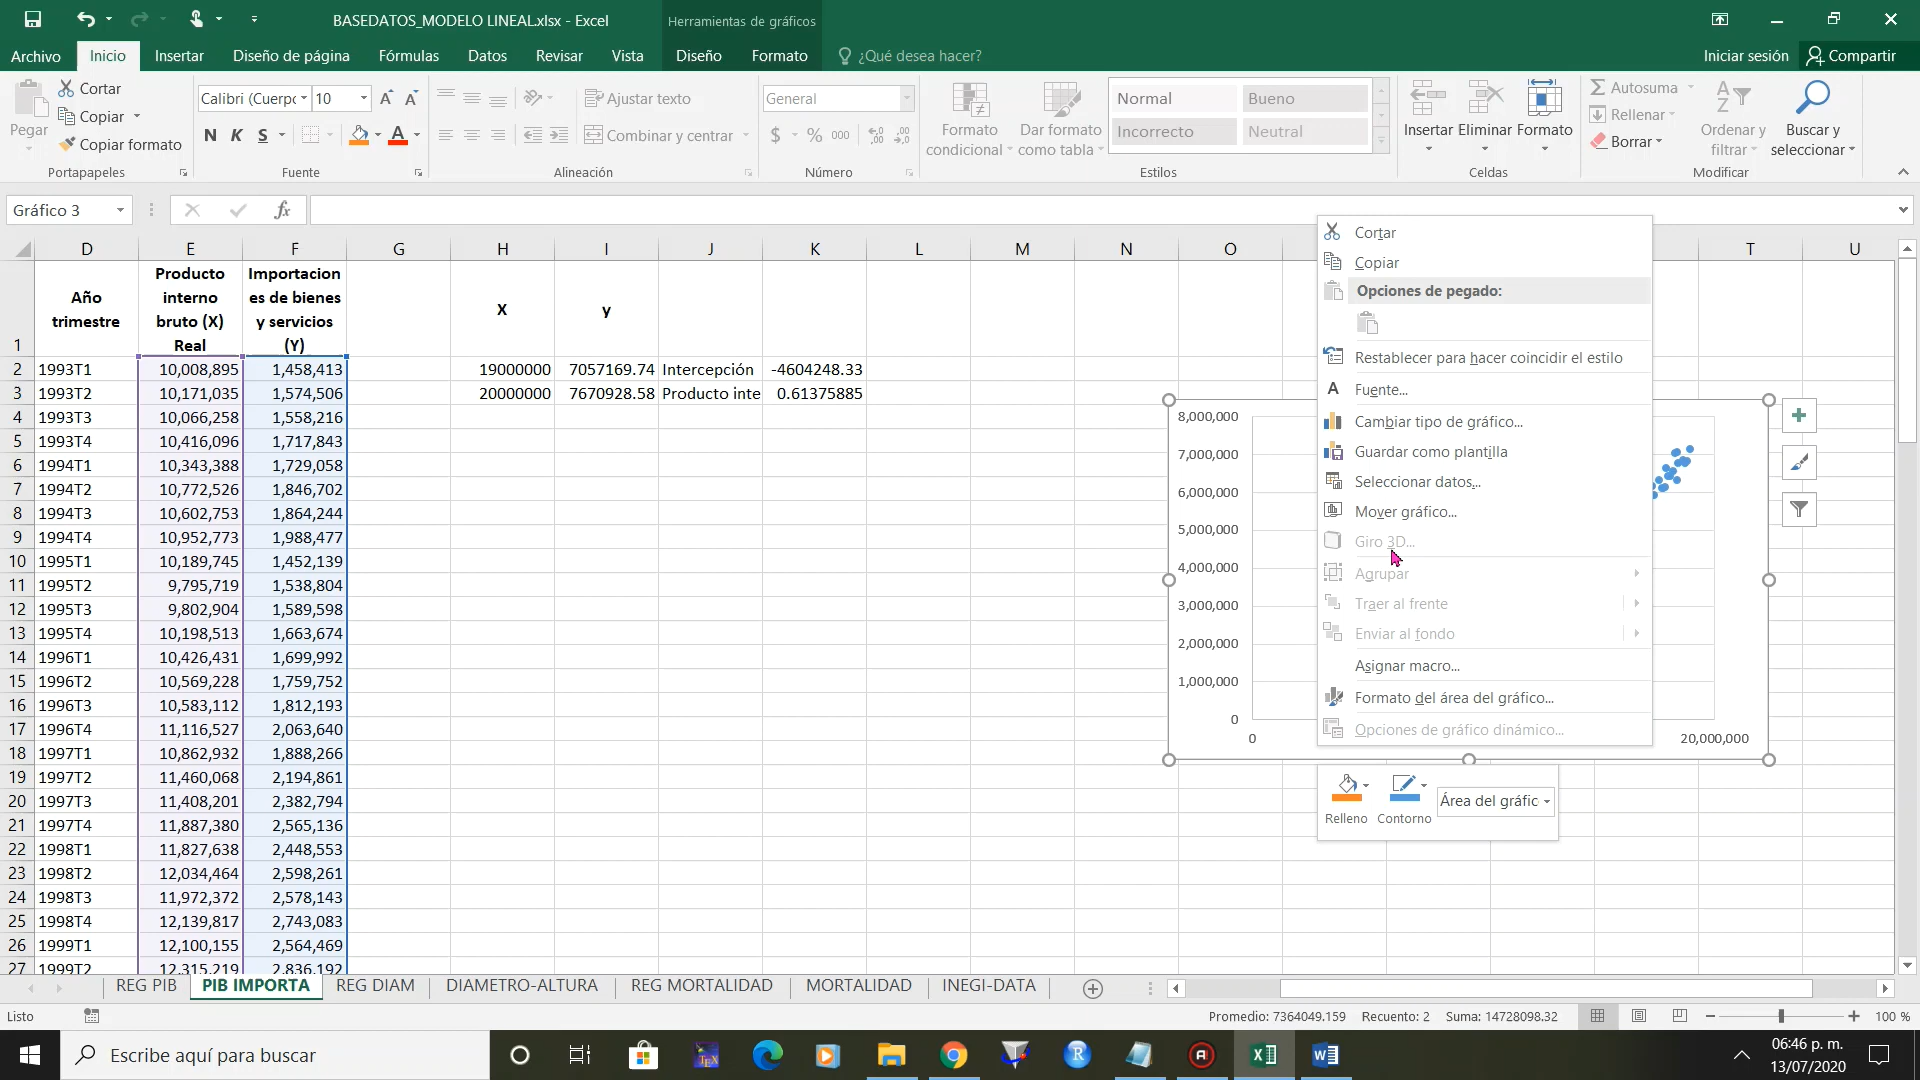 BASEDATOS_MODELO LINEAL.xlsx - Excel
Herramientas de gráficos
Archivo Inicio Insertar Diseño de página Fórmulas Datos Revisar Vista Diseño Formato ¿Qué desea hacer? Iniciar sesión Compartir
Pegar
Cortar
Copiar
Copiar formato
Portapapeles
Calibri (Cuerpc 10
N K S
Fuente
Ajustar texto
Combinar y centrar
Alineación
General
$ % 000
Número
Formato condicional
Dar formato como tabla
Normal Bueno
Incorrecto Neutral
Estilos
Insertar Eliminar Formato
Celdas
Autosuma
Rellenar
Borrar
Ordenar y filtrar
Buscar y seleccionar
Modificar
Gráfico 3
fx
D E F G H I J K L M N O T U
1 Año trimestre Producto interno bruto (X) Real Importacion es de bienes y servicios (Y) X y
2 1993T1 10,008,895 1,458,413 19000000 7057169.74 Intercepción -4604248.33
3 1993T2 10,171,035 1,574,506 20000000 7670928.58 Producto inte 0.61375885
4 1993T3 10,066,258 1,558,216
5 1993T4 10,416,096 1,717,843
6 1994T1 10,343,388 1,729,058
7 1994T2 10,772,526 1,846,702
8 1994T3 10,602,753 1,864,244
9 1994T4 10,952,773 1,988,477
10 1995T1 10,189,745 1,452,139
11 1995T2 9,795,719 1,538,804
12 1995T3 9,802,904 1,589,598
13 1995T4 10,198,513 1,663,674
14 1996T1 10,426,431 1,699,992
15 1996T2 10,569,228 1,759,752
16 1996T3 10,583,112 1,812,193
17 1996T4 11,116,527 2,063,640
18 1997T1 10,862,932 1,888,266
19 1997T2 11,460,068 2,194,861
20 1997T3 11,408,201 2,382,794
21 1997T4 11,887,380 2,565,136
22 1998T1 11,827,638 2,448,553
23 1998T2 12,034,464 2,598,261
24 1998T3 11,972,372 2,578,143
25 1998T4 12,139,817 2,743,083
26 1999T1 12,100,155 2,564,469
27 1999T2 12,315,219 2,836,192
8,000,000
7,000,000
6,000,000
5,000,000
4,000,000
3,000,000
2,000,000
1,000,000
0
0 20,000,000
Cortar
Copiar
Opciones de pegado:
Restablecer para hacer coincidir el estilo
A Fuente...
Cambiar tipo de gráfico...
Guardar como plantilla
Seleccionar datos...
Mover gráfico...
Giro 3D...
Agrupar
Traer al frente
Enviar al fondo
Asignar macro...
Formato del área del gráfico...
Opciones de gráfico dinámico...
Relleno Contorno Área del gráfic
REG PIB PIB IMPORTA REG DIAM DIAMETRO-ALTURA REG MORTALIDAD MORTALIDAD INEGI-DATA
Listo Promedio: 7364049.159 Recuento: 2 Suma: 14728098.32 100 %
Escribe aquí para buscar
06:46 p. m.
13/07/2020